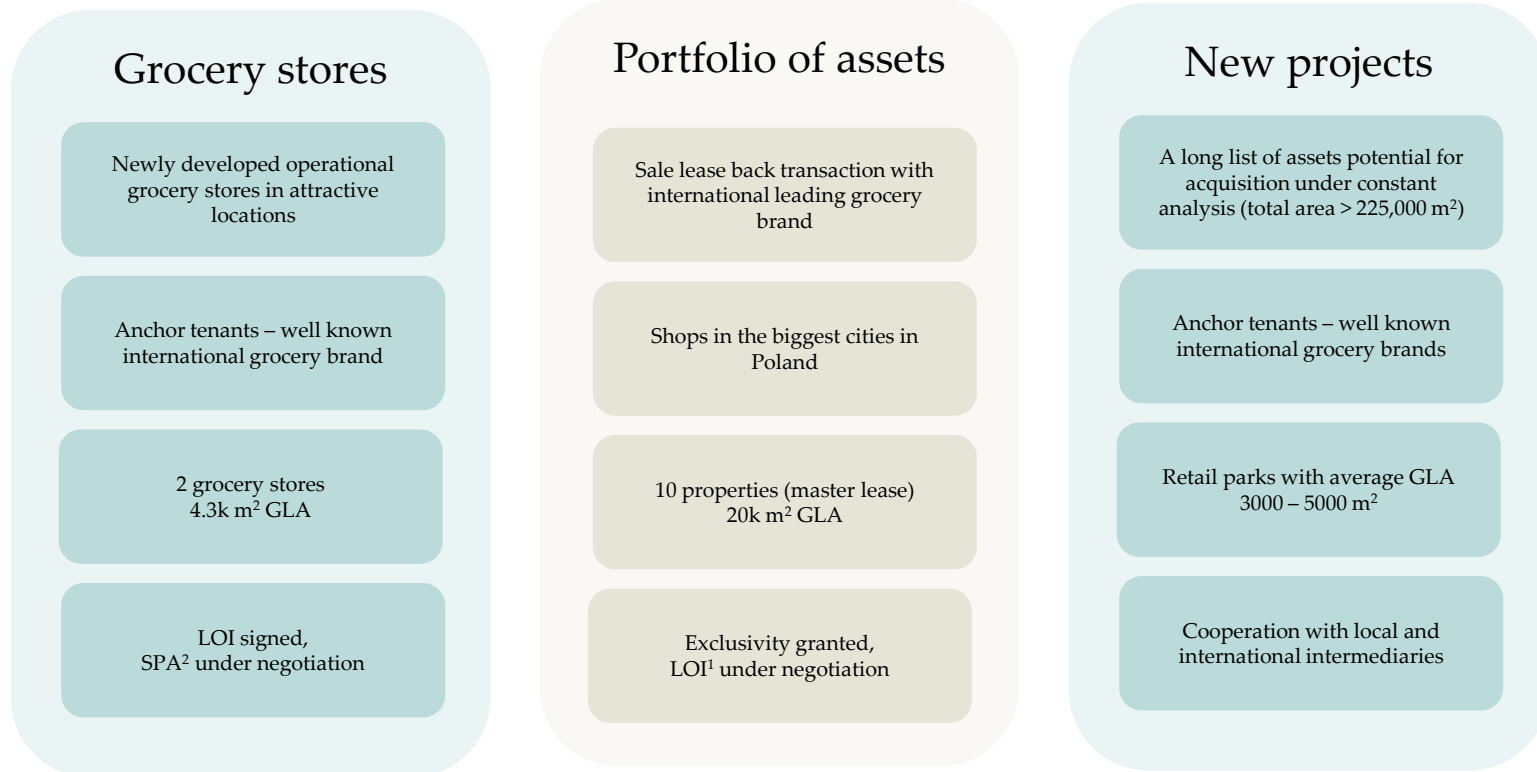 Grocery stores
Newly developed operational
grocery stores in attractive
locations
Anchor tenants – well known
international grocery brand
2 grocery stores
4.3k m² GLA
LOI signed,
SPA² under negotiation
Portfolio of assets
Sale lease back transaction with
international leading grocery
brand
Shops in the biggest cities in
Poland
10 properties (master lease)
20k m² GLA
Exclusivity granted,
LOI¹ under negotiation
New projects
A long list of assets potential for
acquisition under constant
analysis (total area > 225,000 m²)
Anchor tenants – well known
international grocery brands
Retail parks with average GLA
3000 – 5000 m²
Cooperation with local and
international intermediaries